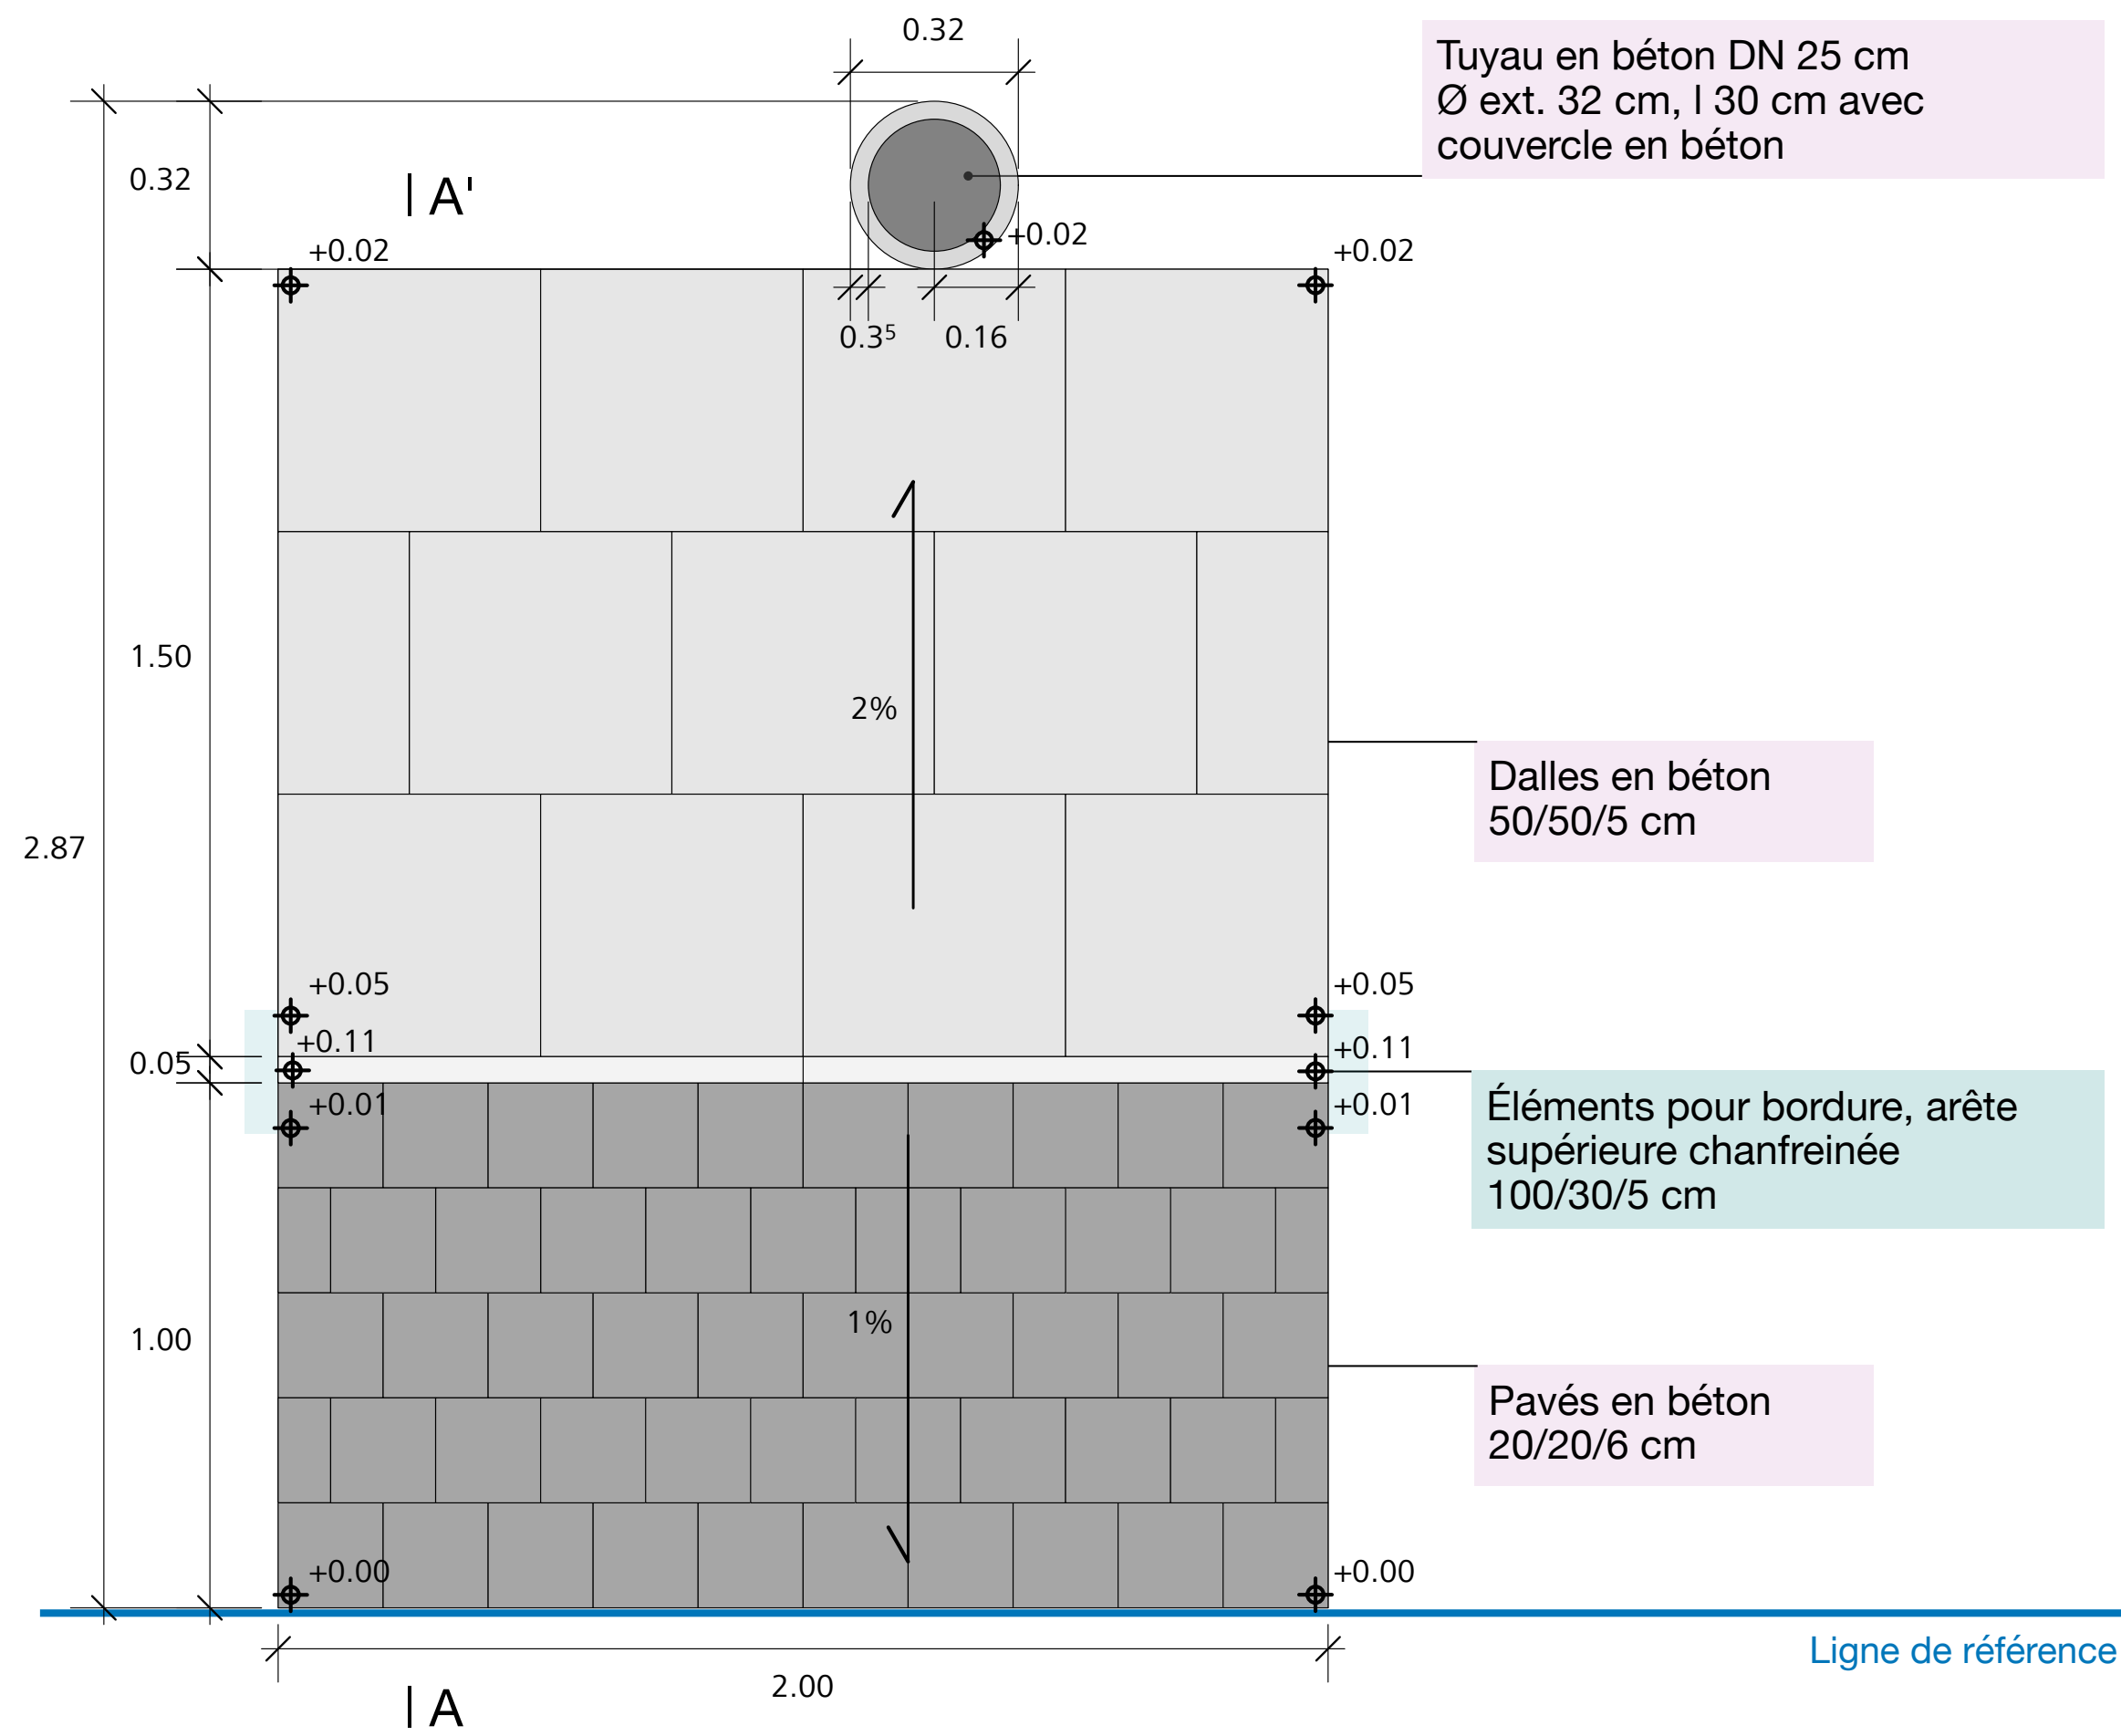 0.32
Tuyau en béton DN 25 cm
Ø ext. 32 cm, l 30 cm avec
couvercle en béton
0.32
A'
+0.02
+0.02
+0.02
0.3⁵
0.16
1.50
2%
Dalles en béton
50/50/5 cm
2.87
+0.05
+0.05
+0.11
+0.11
0.05
+0.01
+0.01
Éléments pour bordure, arête
supérieure chanfreinée
100/30/5 cm
1.00
1%
Pavés en béton
20/20/6 cm
+0.00
+0.00
Ligne de référence
2.00
A